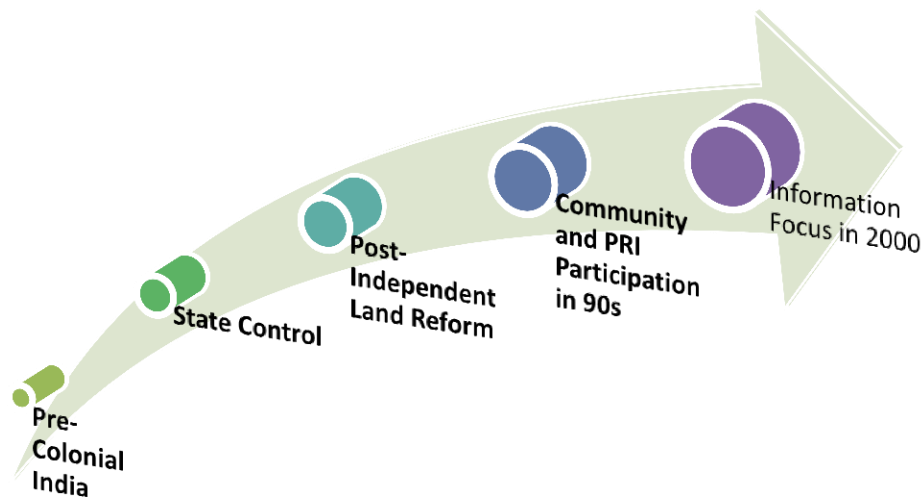 Pre-
Colonial
India
State Control
Post-
Independent
Land Reform
Community
and PRI
Participation
in 90s
Information
Focus in 2000